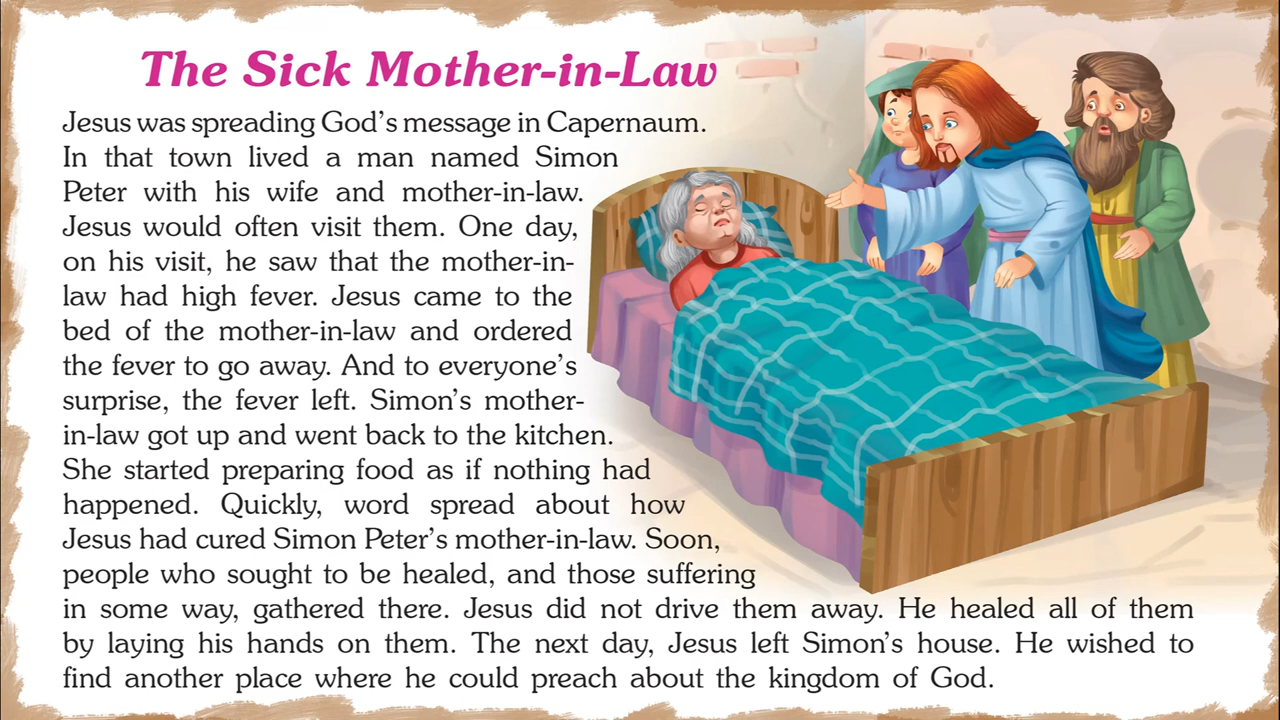 The Sick Mother-in-Law
Jesus was spreading God's message in Capernaum.
In that town lived a man named Simon
Peter with his wife and mother-in-law.
Jesus would often visit them. One day,
on his visit, he saw that the mother-in-
law had high fever. Jesus came to the
bed of the mother-in-law and ordered
the fever to go away. And to everyone's
surprise, the fever left. Simon's mother-
in-law got up and went back to the kitchen.
She started preparing food as if nothing had
happened. Quickly, word spread about how
Jesus had cured Simon Peter's mother-in-law. Soon,
people who sought to be healed, and those suffering
in some way, gathered there. Jesus did not drive them away. He healed all of them
by laying his hands on them. The next day, Jesus left Simon's house. He wished to
find another place where he could preach about the kingdom of God.